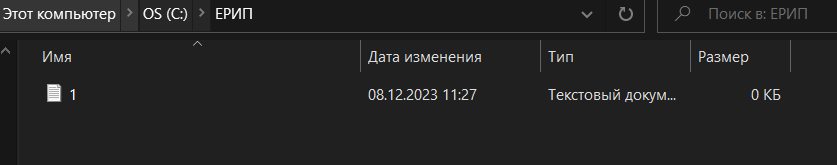 Этот компьютер > OS (C:) > ЕРИП Поиск в: ЕРИП
Имя Дата изменения Тип Размер
1 08.12.2023 11:27 Текстовый докум... 0 КБ